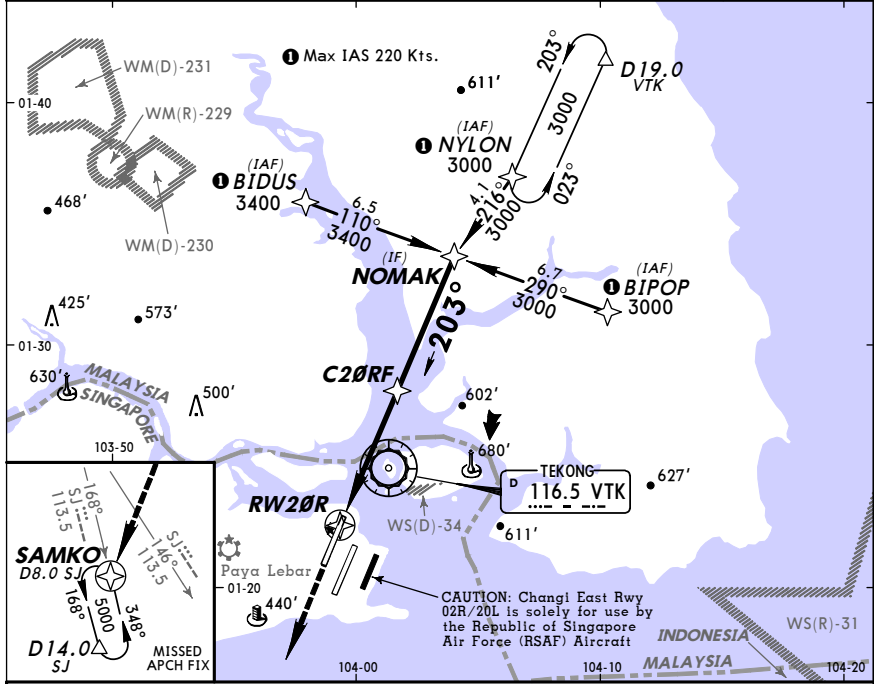 ❶ Max IAS 220 Kts.
WM(D)-231
611'
203°
D19.0
VTK
01-40
WM(R)-229
3000
(IAF)
❶ NYLON
3000
(IAF)
❶ BIDUS
3400
023°
4.1
216°
3000
468'
6.5
110°
3400
WM(D)-230
(IF)
NOMAK
6.7
290°
3000
(IAF)
❶ BIPOP
3000
425'
573'
203°
01-30
MALAYSIA
SINGAPORE
630'
C2ØRF
500'
602'
103-50
680'
TEKONG
D
116.5 VTK
627'
RW2ØR
WS(D)-34
611'
168°
SJ
113.5
SJ
146°
113.5
SAMKO
D8.0 SJ
168°
5000
348°
D14.0
SJ
MISSED
APCH FIX
Paya Lebar
01-20
440'
CAUTION: Changi East Rwy
02R/20L is solely for use by
the Republic of Singapore
Air Force (RSAF) Aircraft
WS(R)-31
INDONESIA
MALAYSIA
104-00
104-10
104-20